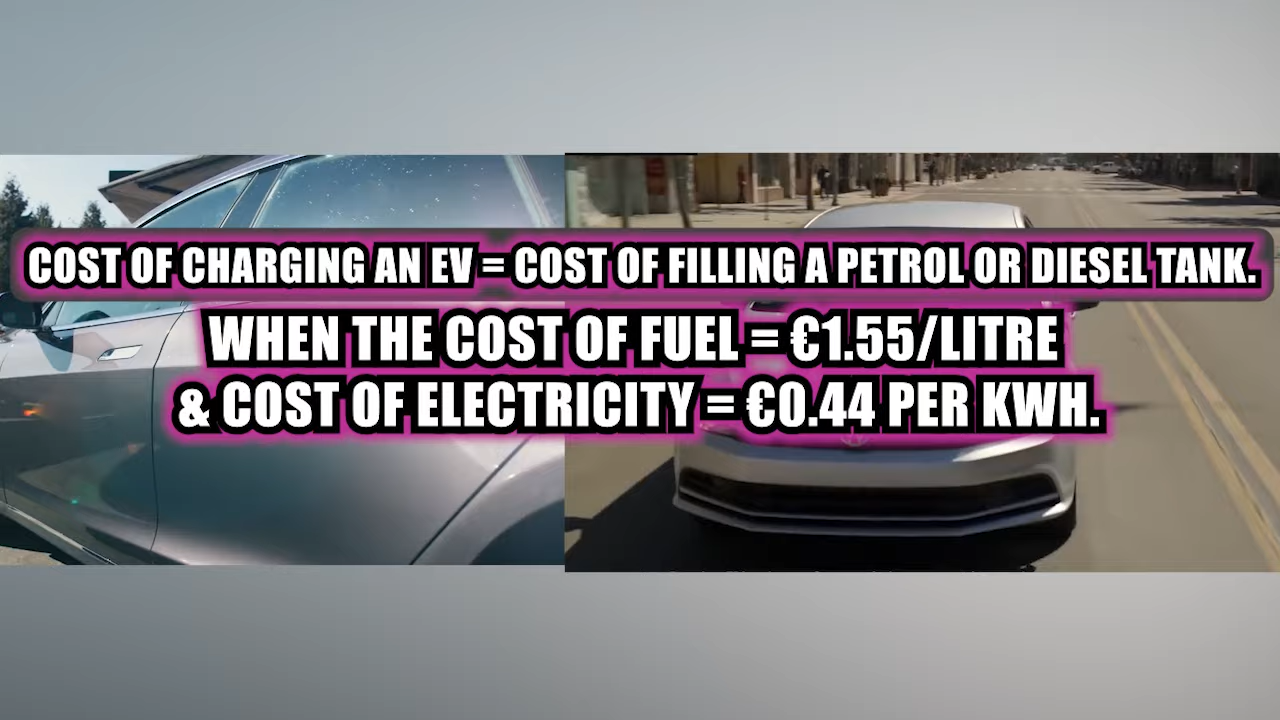 COST OF CHARGING AN EV = COST OF FILLING A PETROL OR DIESEL TANK.
WHEN THE COST OF FUEL = €1.55/LITRE
& COST OF ELECTRICITY = €0.44 PER KWH.